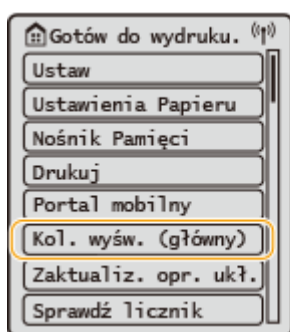 Gotów do wydruku.
Ustaw
Ustawienia Papieru
Nośnik Pamięci
Drukuj
Portal mobilny
Kol. wyśw. (główny)
Zaktualiz. opr. ukł.
Sprawdź licznik